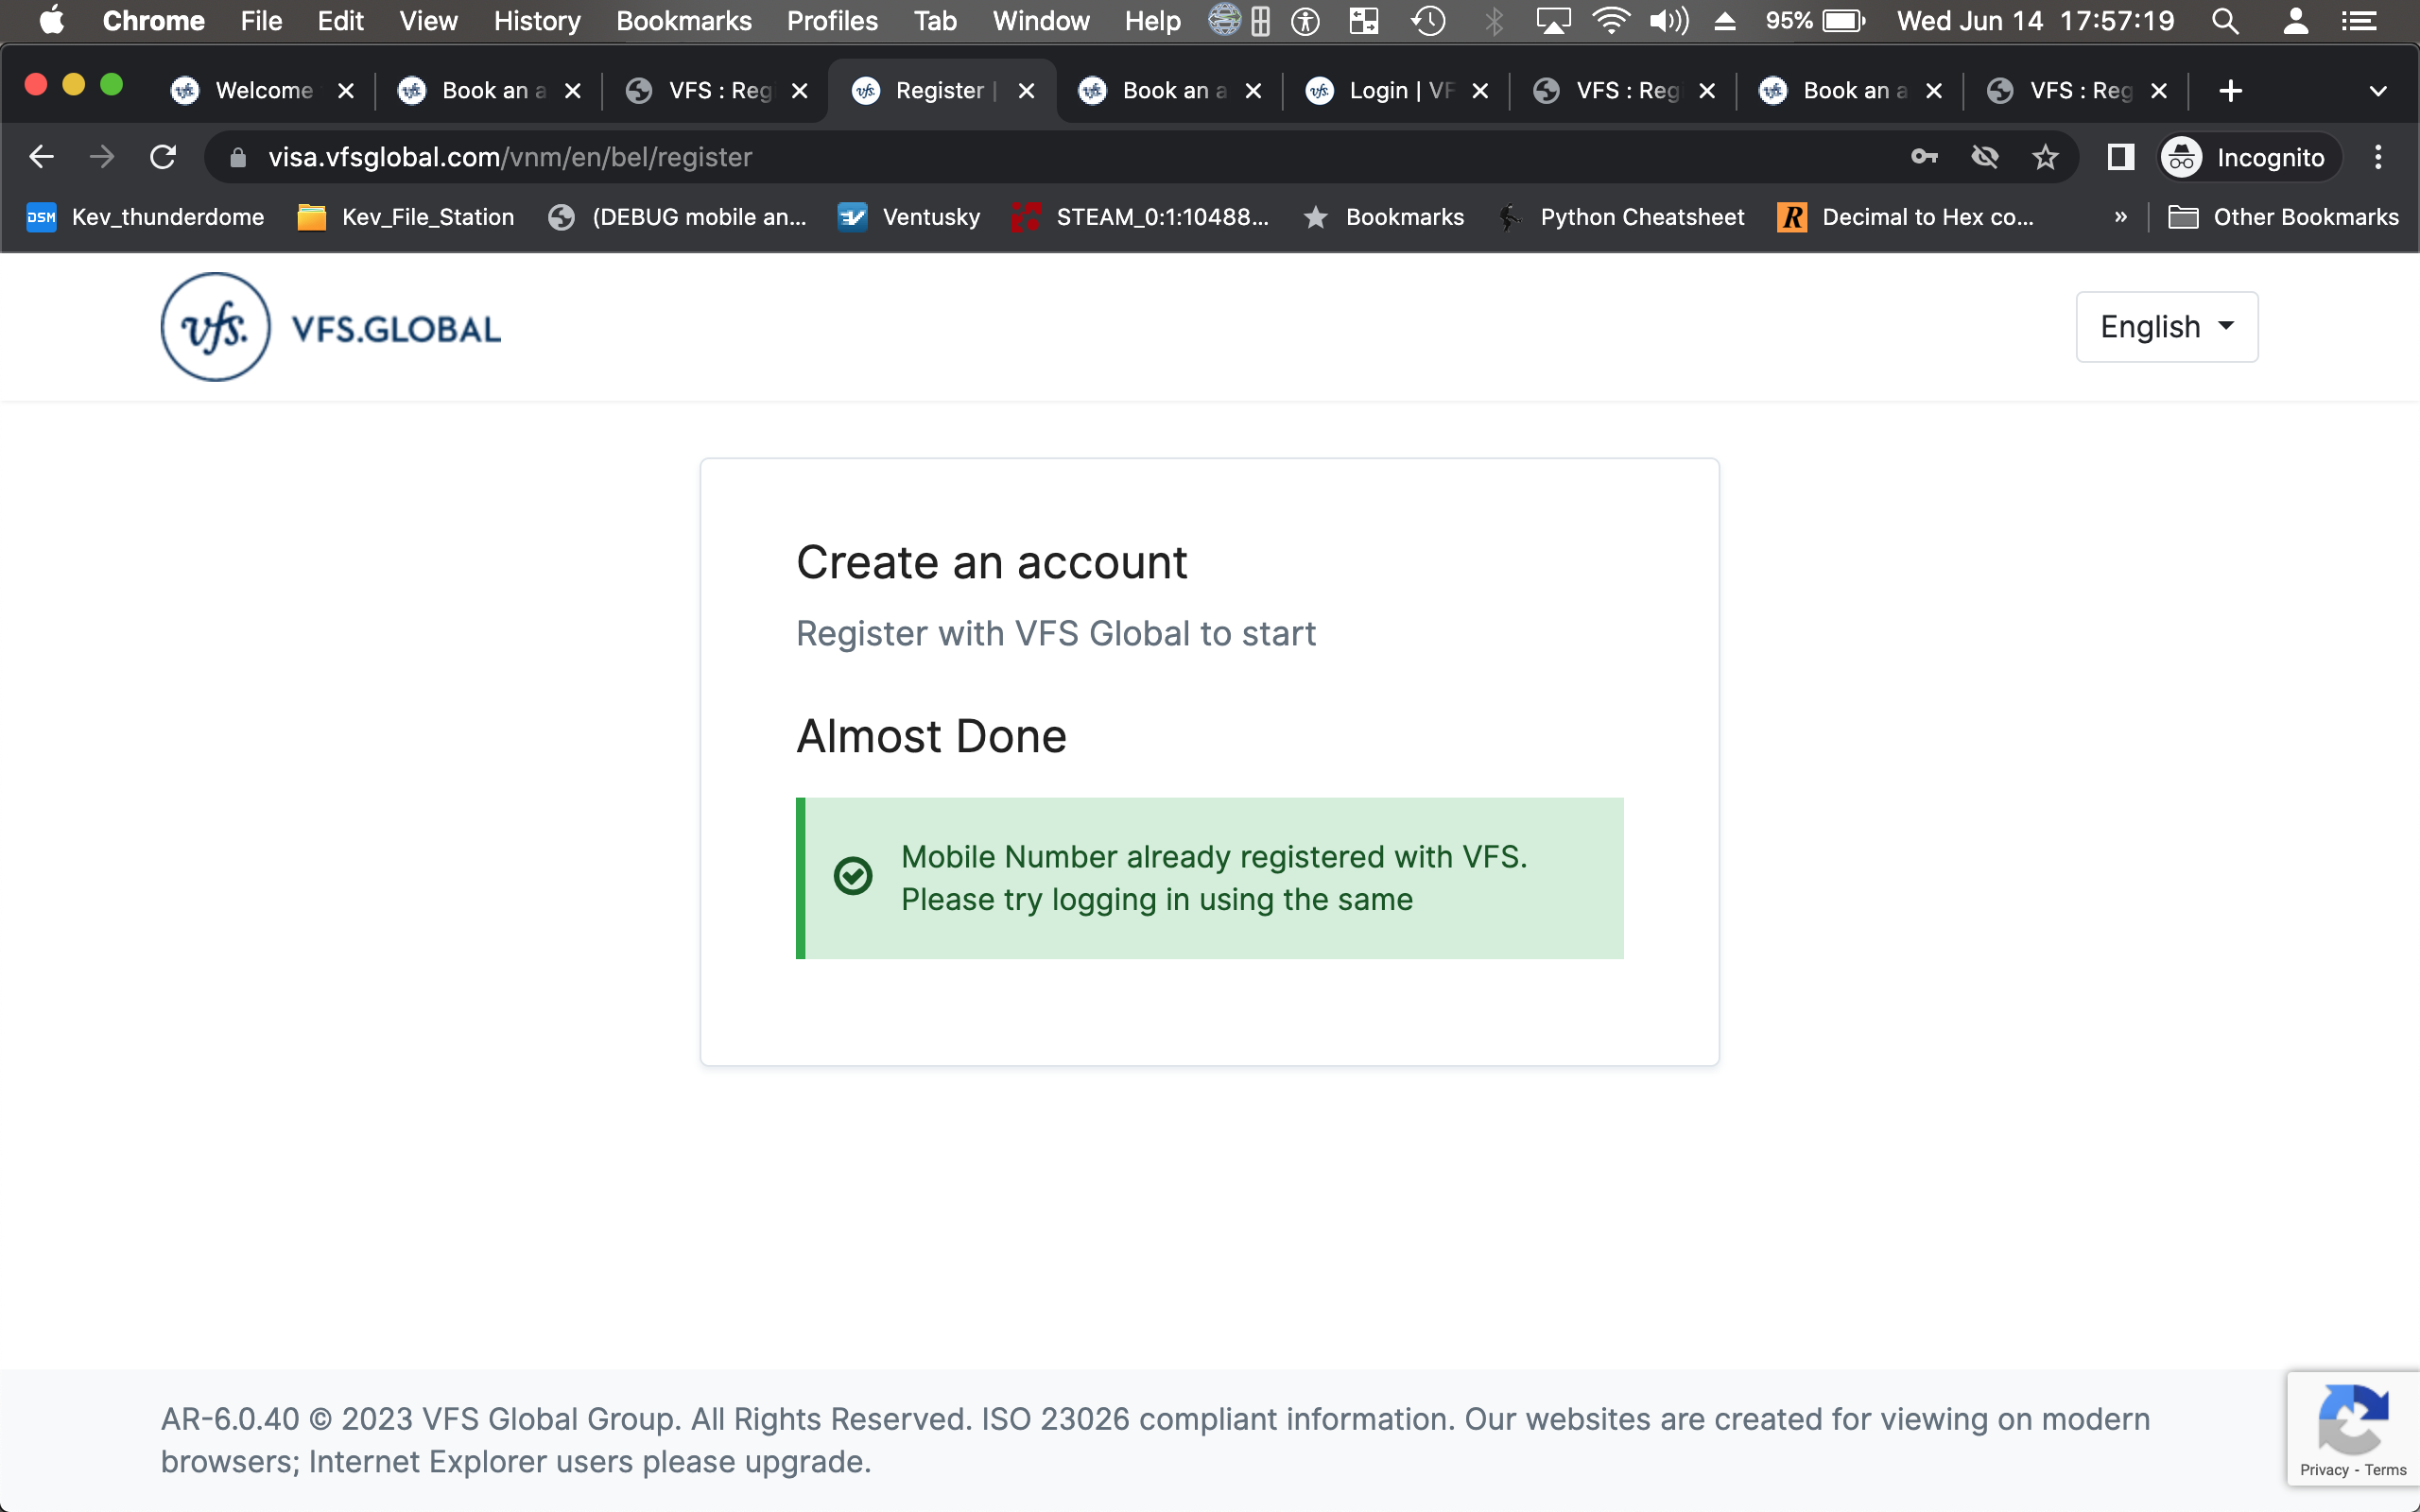 Chrome File Edit View History Bookmarks Profiles Tab Window Help 95% Wed Jun 14 17:57:19
Welcome Book an a VFS : Reg Register | Book an a Login | VF VFS : Reg Book an a VFS : Reg
visa.vfsglobal.com/vnm/en/bel/register Incognito
DSM Kev_thunderdome Kev_File_Station (DEBUG mobile an... Ventusky STEAM_0:1:10488... Bookmarks Python Cheatsheet R Decimal to Hex co... » Other Bookmarks
vfs. VFS.GLOBAL English
Create an account
Register with VFS Global to start
Almost Done
Mobile Number already registered with VFS.
Please try logging in using the same
AR-6.0.40 © 2023 VFS Global Group. All Rights Reserved. ISO 23026 compliant information. Our websites are created for viewing on modern
browsers; Internet Explorer users please upgrade.
Privacy - Terms